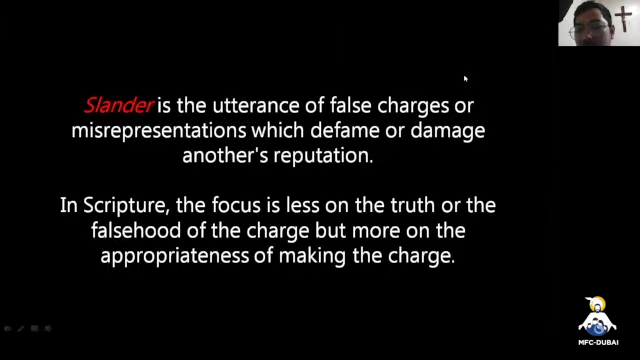 Slander is the utterance of false charges or
misrepresentations which defame or damage
another's reputation.
In Scripture, the focus is less on the truth or the
falsehood of the charge but more on the
appropriateness of making the charge.
MFC-DUBAI